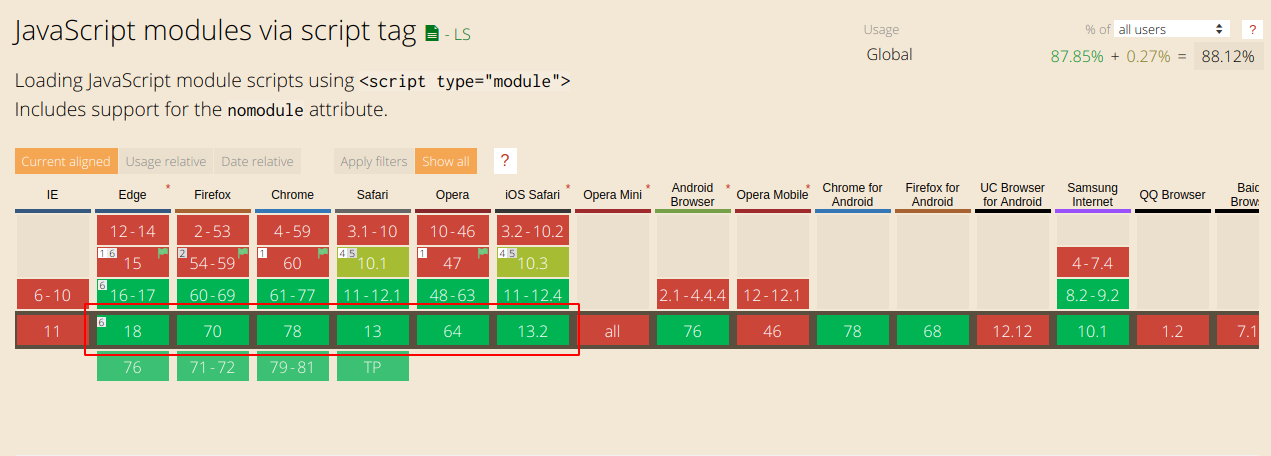 JavaScript modules via script tag - LS
Usage % of all users ?
Global 87.85% + 0.27% = 88.12%
Loading JavaScript module scripts using <script type="module">
Includes support for the nomodule attribute.
Current aligned Usage relative Date relative Apply filters Show all ?
IE Edge * Firefox Chrome Safari Opera iOS Safari * Opera Mini * Android Browser * Opera Mobile * Chrome for Android Firefox for Android UC Browser for Android Samsung Internet QQ Browser Baid Brows
12-14 2-53 4-59 3.1-10 10-46 3.2-10.2
1 6 15 2 54-59 1 60 4 5 10.1 1 47 4 5 10.3 4-7.4
6-10 6 16-17 60-69 61-77 11-12.1 48-63 11-12.4 2.1-4.4.4 12-12.1 8.2-9.2
11 6 18 70 78 13 64 13.2 all 76 46 78 68 12.12 10.1 1.2 7.1
76 71-72 79-81 TP